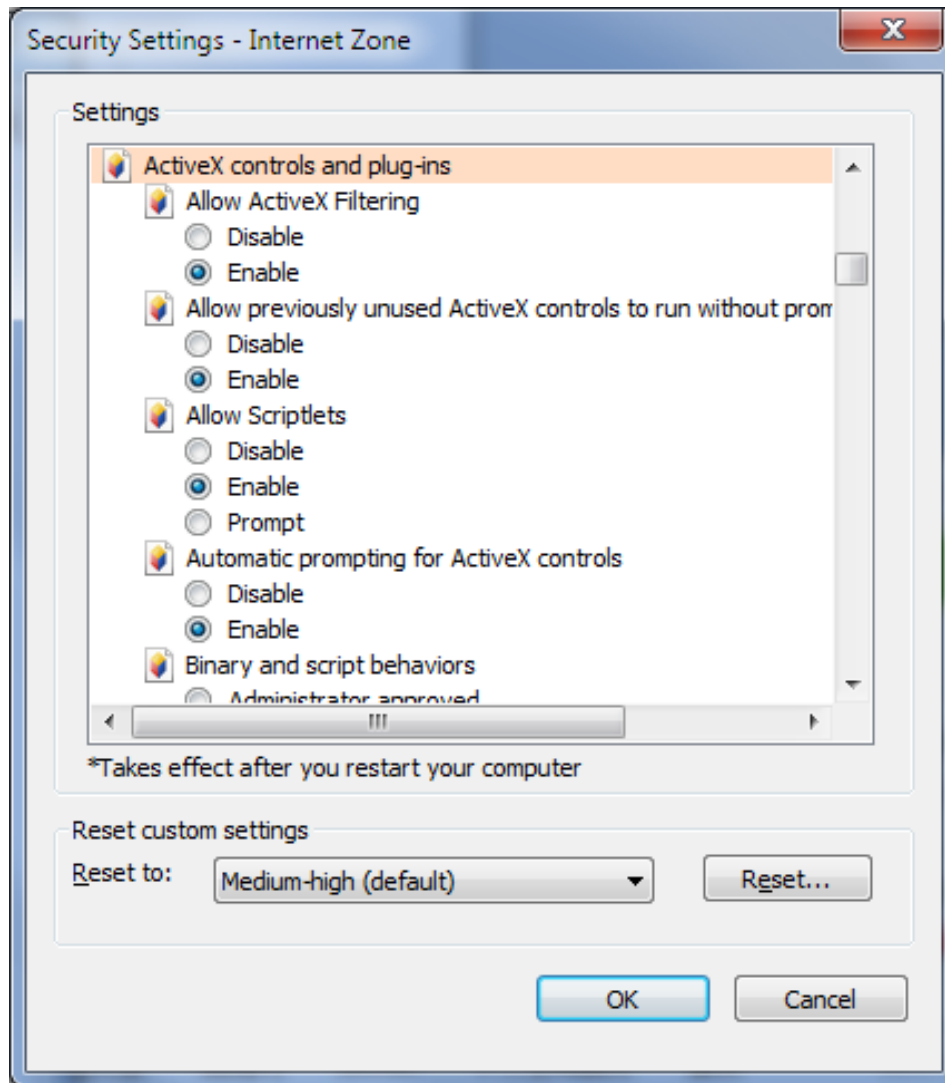 Security Settings - Internet Zone
Settings
ActiveX controls and plug-ins
Allow ActiveX Filtering
Disable
Enable
Allow previously unused ActiveX controls to run without prom
Disable
Enable
Allow Scriptlets
Disable
Enable
Prompt
Automatic prompting for ActiveX controls
Disable
Enable
Binary and script behaviors
Administrator approved
*Takes effect after you restart your computer
Reset custom settings
Reset to: Medium-high (default) Reset...
OK Cancel